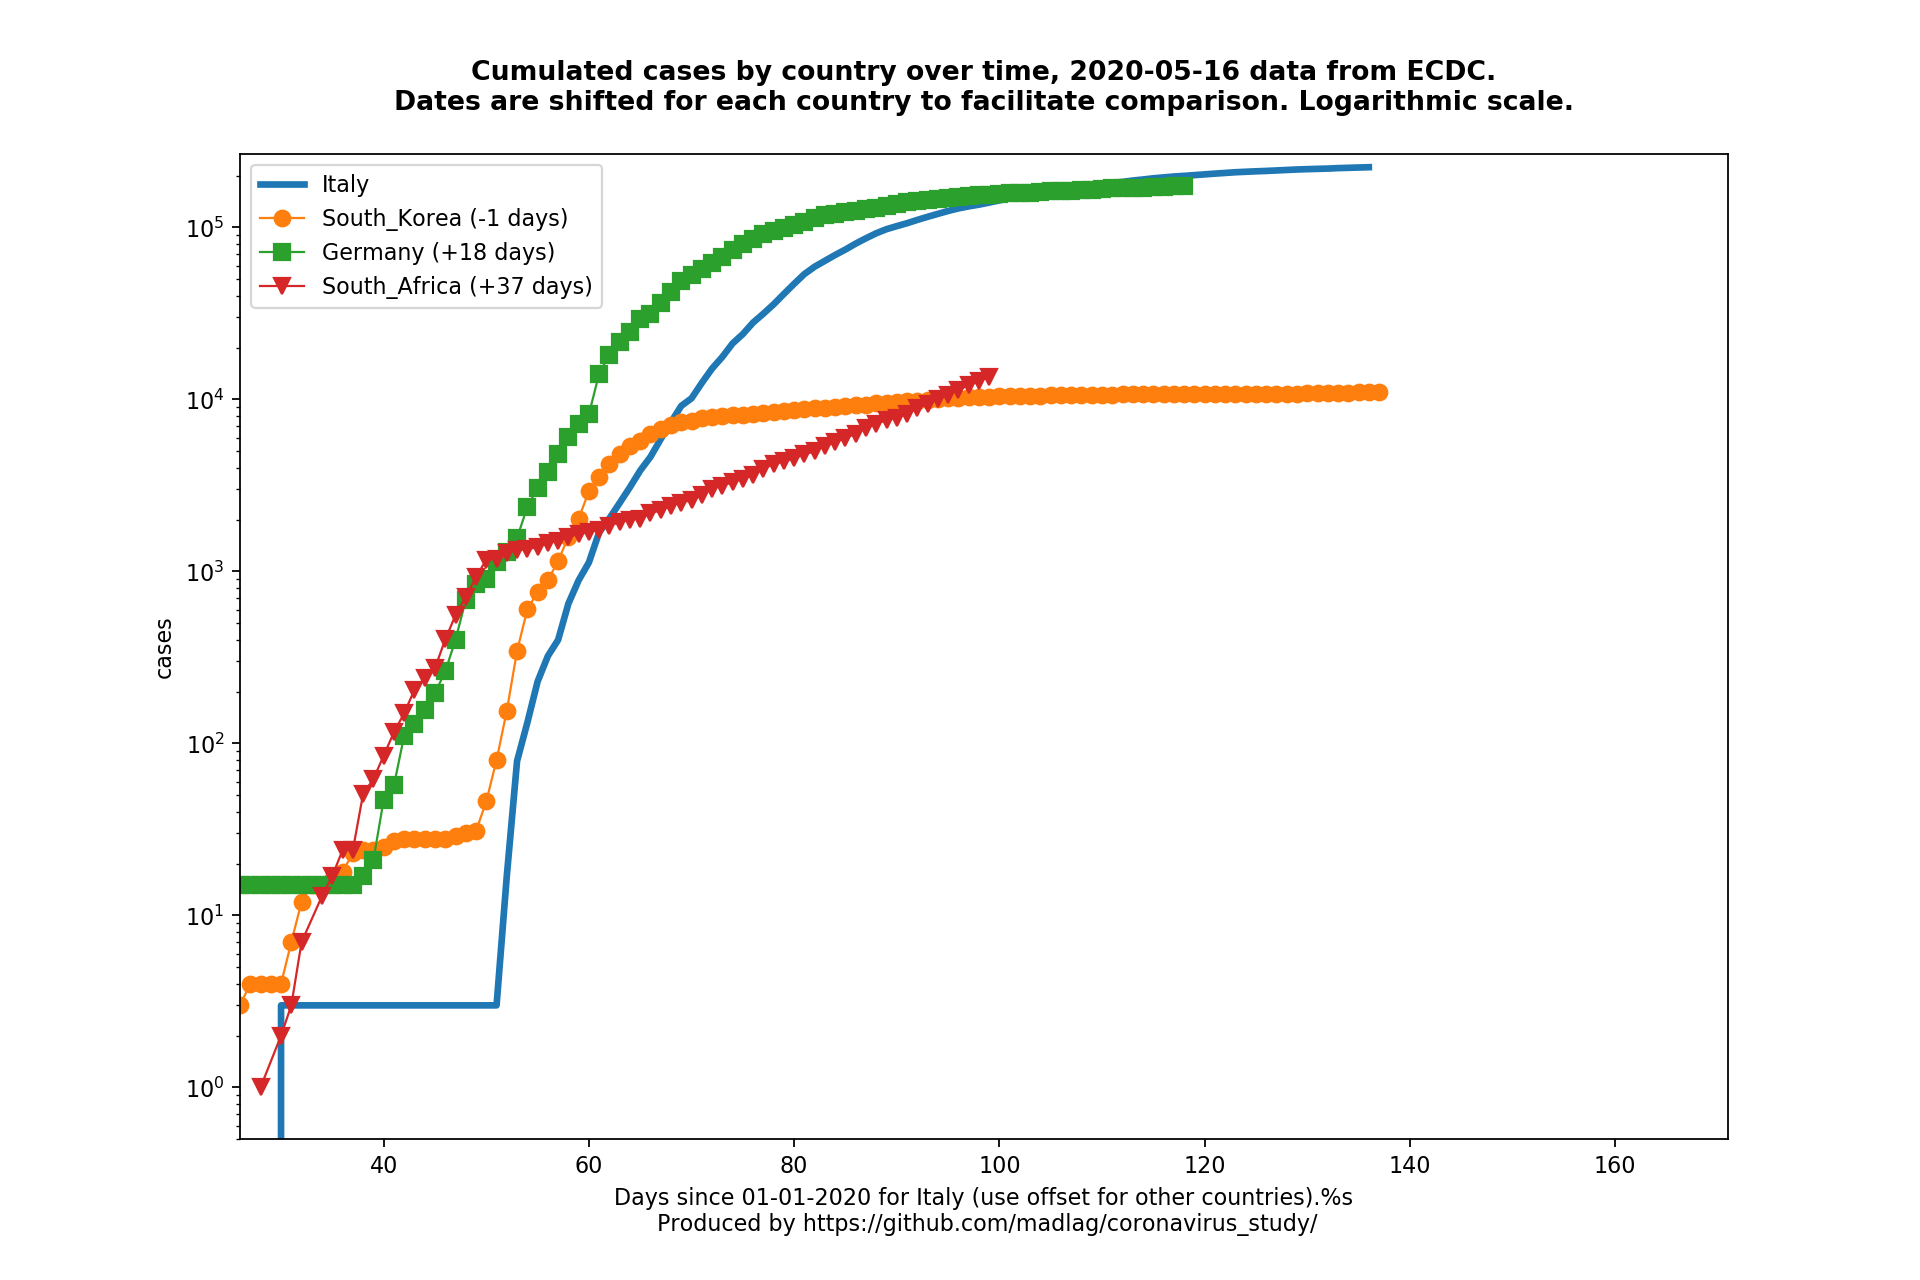 Cumulated cases by country over time, 2020-05-16 data from ECDC.
Dates are shifted for each country to facilitate comparison. Logarithmic scale.
Italy
South_Korea (-1 days)
Germany (+18 days)
South_Africa (+37 days)
10^5
10^4
10^3
10^2
10^1
10^0
cases
40 60 80 100 120 140 160
Days since 01-01-2020 for Italy (use offset for other countries).%s
Produced by https://github.com/madlag/coronavirus_study/